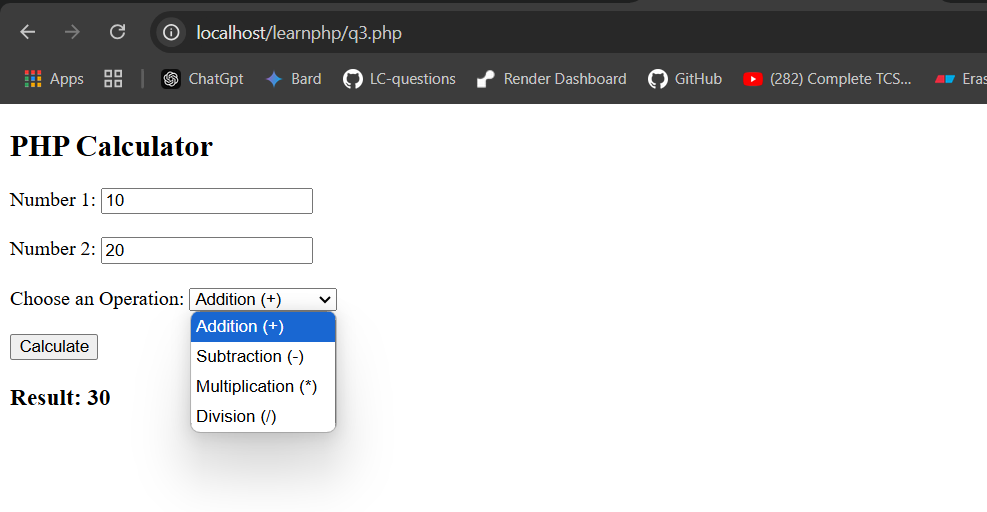 localhost/learnphp/q3.php
Apps ChatGpt Bard LC-questions Render Dashboard GitHub (282) Complete TCS... Eras
PHP Calculator
Number 1: 10
Number 2: 20
Choose an Operation: Addition (+)
Addition (+)
Subtraction (-)
Multiplication (*)
Division (/)
Calculate
Result: 30